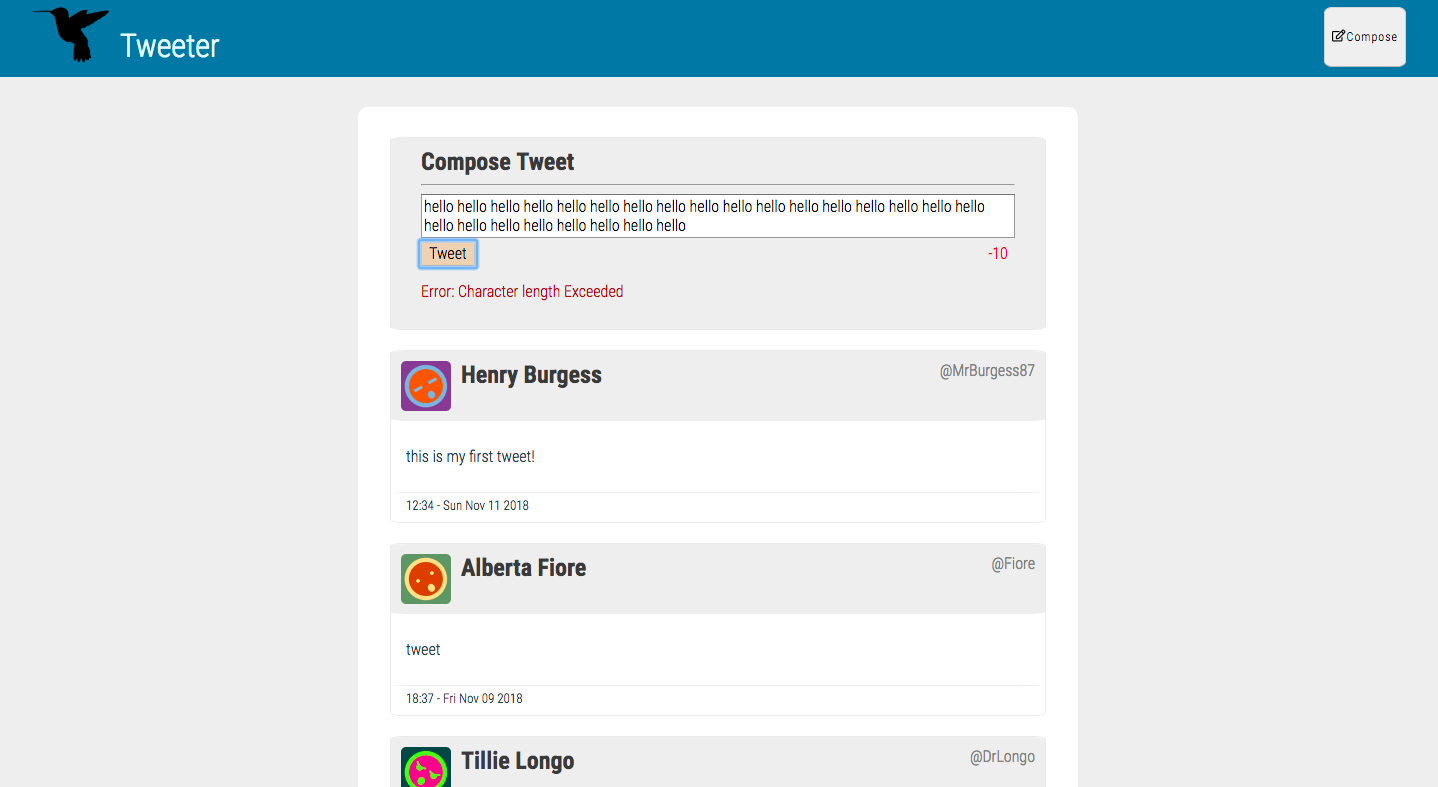 Tweeter
Compose
Compose Tweet
hello hello hello hello hello hello hello hello hello hello hello hello hello hello hello hello hello
hello hello hello hello hello hello hello hello
Tweet
-10
Error: Character length Exceeded
Henry Burgess
@MrBurgess87
this is my first tweet!
12:34 - Sun Nov 11 2018
Alberta Fiore
@Fiore
tweet
18:37 - Fri Nov 09 2018
Tillie Longo
@DrLongo